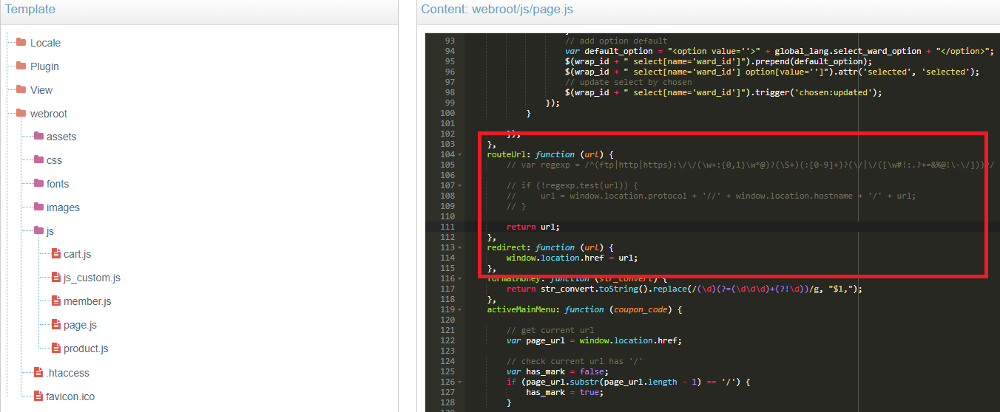 Template
Locale
Plugin
View
webroot
assets
css
fonts
images
js
cart.js
js_custom.js
member.js
page.js
product.js
.htaccess
favicon.ico
Content: webroot/js/page.js
93 // add option default
94 var default_option = "<option value=''>" + global_lang.select_ward_option + "</option>";
95 $(wrap_id + " select[name='ward_id']").prepend(default_option);
96 $(wrap_id + " select[name='ward_id'] option[value='']").attr('selected', 'selected');
97 // update select by chosen
98 $(wrap_id + " select[name='ward_id']").trigger('chosen:updated');
99 });
100 }
101
102 });
103 },
104 routeUrl: function (url) {
105 // var regexp = /^(ftp|http|https):\/\/(\w+:{0,1}\w*@)?(\S+)(:[0-9]+)?(\/|\/([\w#!:.?+=&%@!\-\/]))?/
106
107 // if (!regexp.test(url)) {
108 // url = window.location.protocol + '//' + window.location.hostname + '/' + url;
109 // }
110
111 return url;
112 },
113 redirect: function (url) {
114 window.location.href = url;
115 },
116 formatMoney: function (str_convert) {
117 return str_convert.toString().replace(/(\d)(?=(\d\d\d)+(?!\d))/g, "$1,");
118 },
119 activeMainMenu: function (coupon_code) {
120
121 // get current url
122 var page_url = window.location.href;
123
124 // check current url has '/'
125 var has_mark = false;
126 if (page_url.substr(page_url.length - 1) == '/') {
127 has_mark = true;
128 }